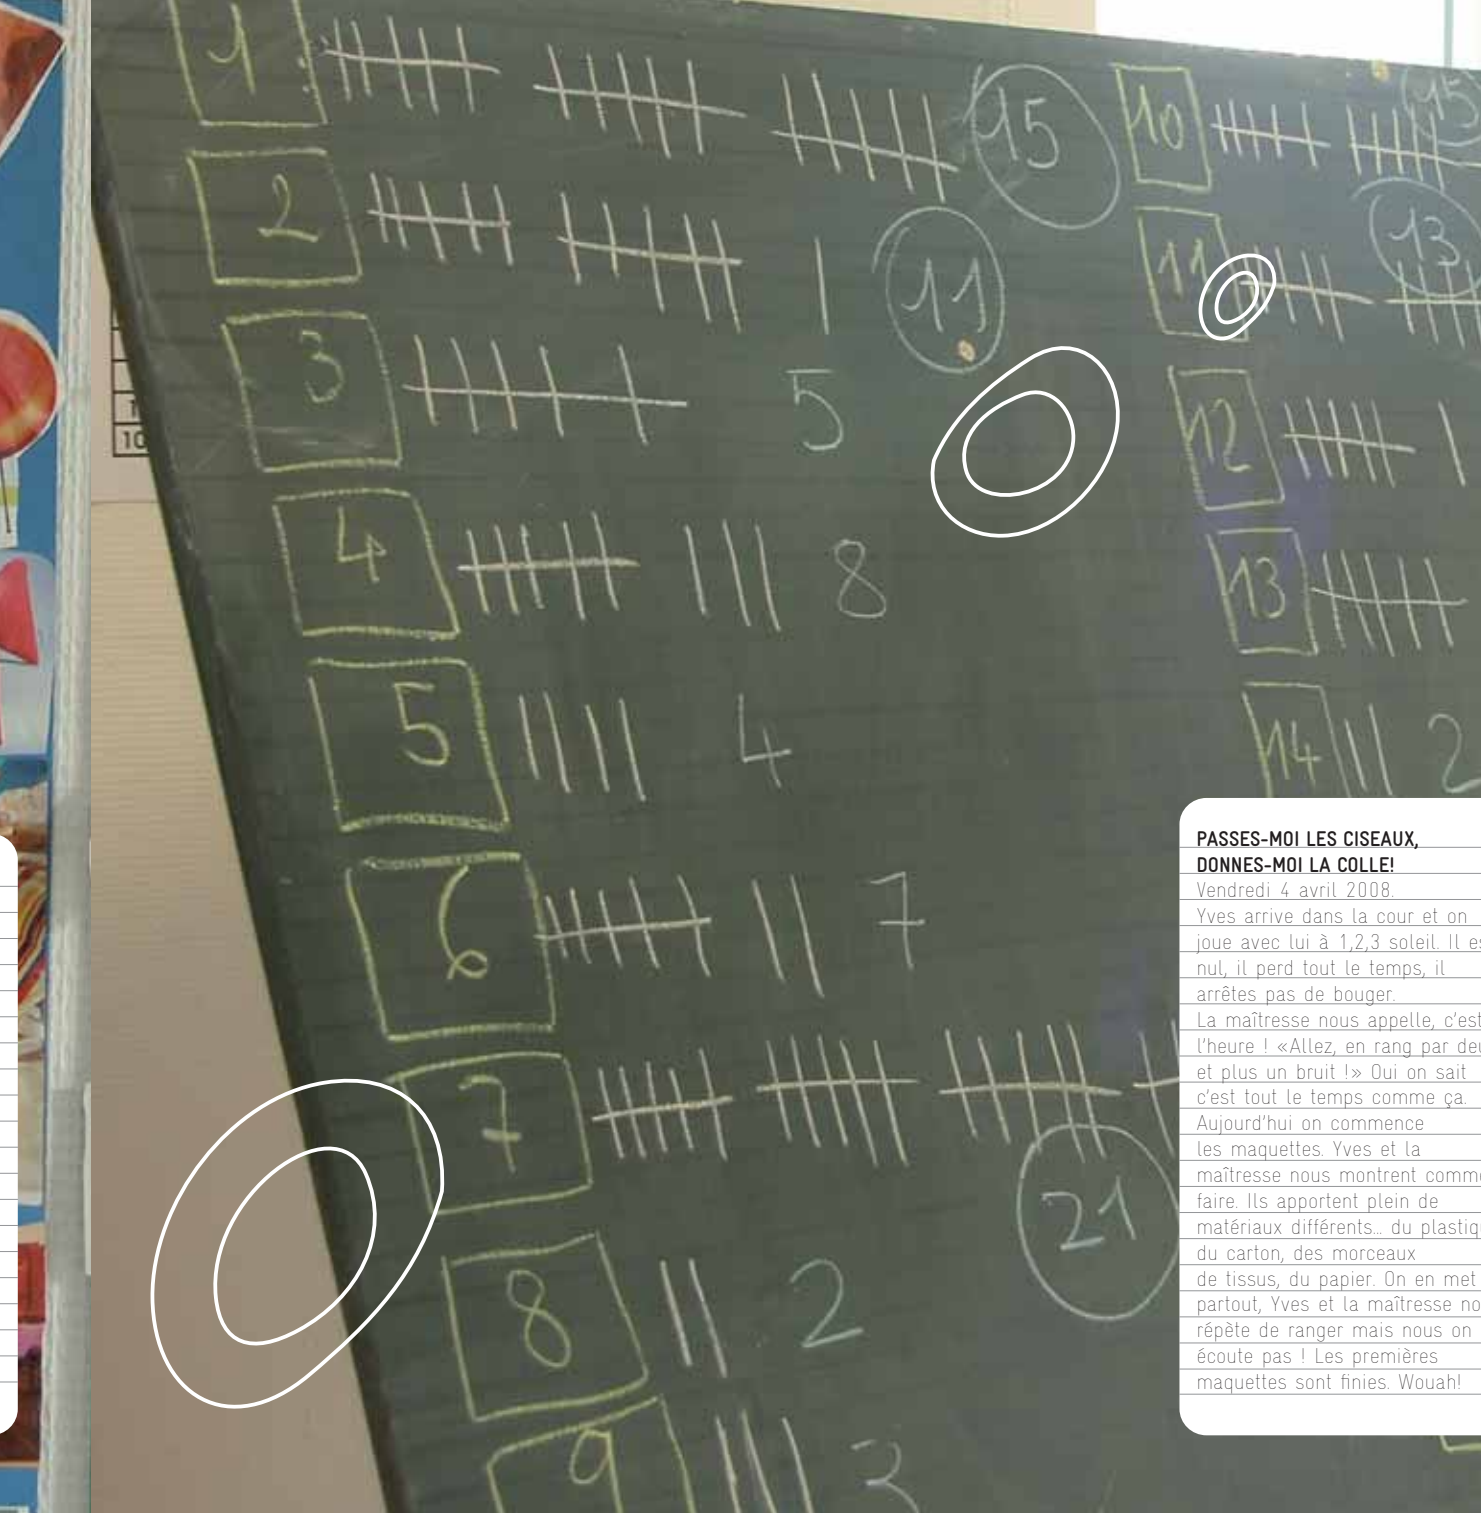 1 15
2 11
3 5
4 8
5 4
6 7
7 21
8 2
9 3
10 15
11 13
12
13
14 2
10
PASSES-MOI LES CISEAUX,
DONNES-MOI LA COLLE!
Vendredi 4 avril 2008.
Yves arrive dans la cour et on
joue avec lui à 1,2,3 soleil. Il
nul, il perd tout le temps, il
arrêtes pas de bouger.
La maîtresse nous appelle, c'est
l'heure ! «Allez, en rang par
et plus un bruit !» Oui on sait
c'est tout le temps comme ça.
Aujourd'hui on commence
les maquettes. Yves et la
maîtresse nous montrent
faire. Ils apportent plein de
matériaux différents... du
du carton, des morceaux
de tissus, du papier. On en met
partout, Yves et la maîtresse
répète de ranger mais nous on
écoute pas ! Les premières
maquettes sont finies. Wouah!